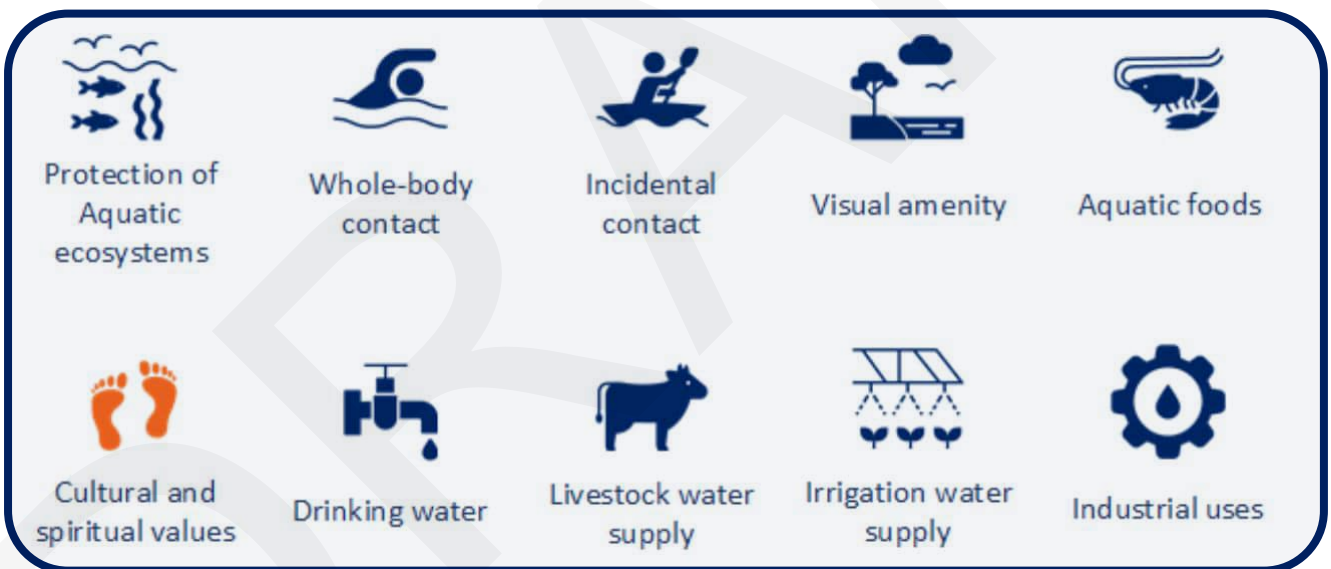 Protection of
Aquatic
ecosystems
Whole-body
contact
Incidental
contact
Visual amenity
Aquatic foods
Cultural and
spiritual values
Drinking water
Livestock water
supply
Irrigation water
supply
Industrial uses